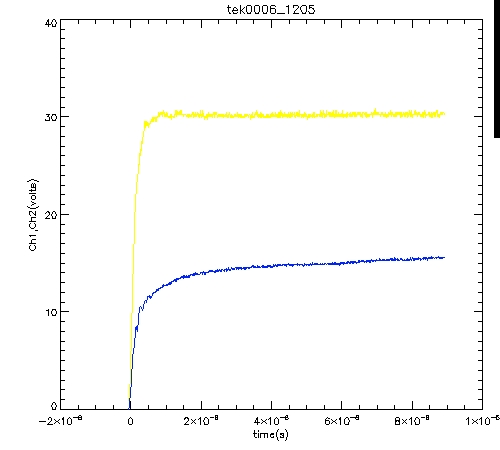 tek0006_1205
40
30
20
10
0
Ch1,Ch2(volts)
−2×10⁻⁶ 0 2×10⁻⁶ 4×10⁻⁶ 6×10⁻⁶ 8×10⁻⁶ 1×10⁻⁵
time(s)